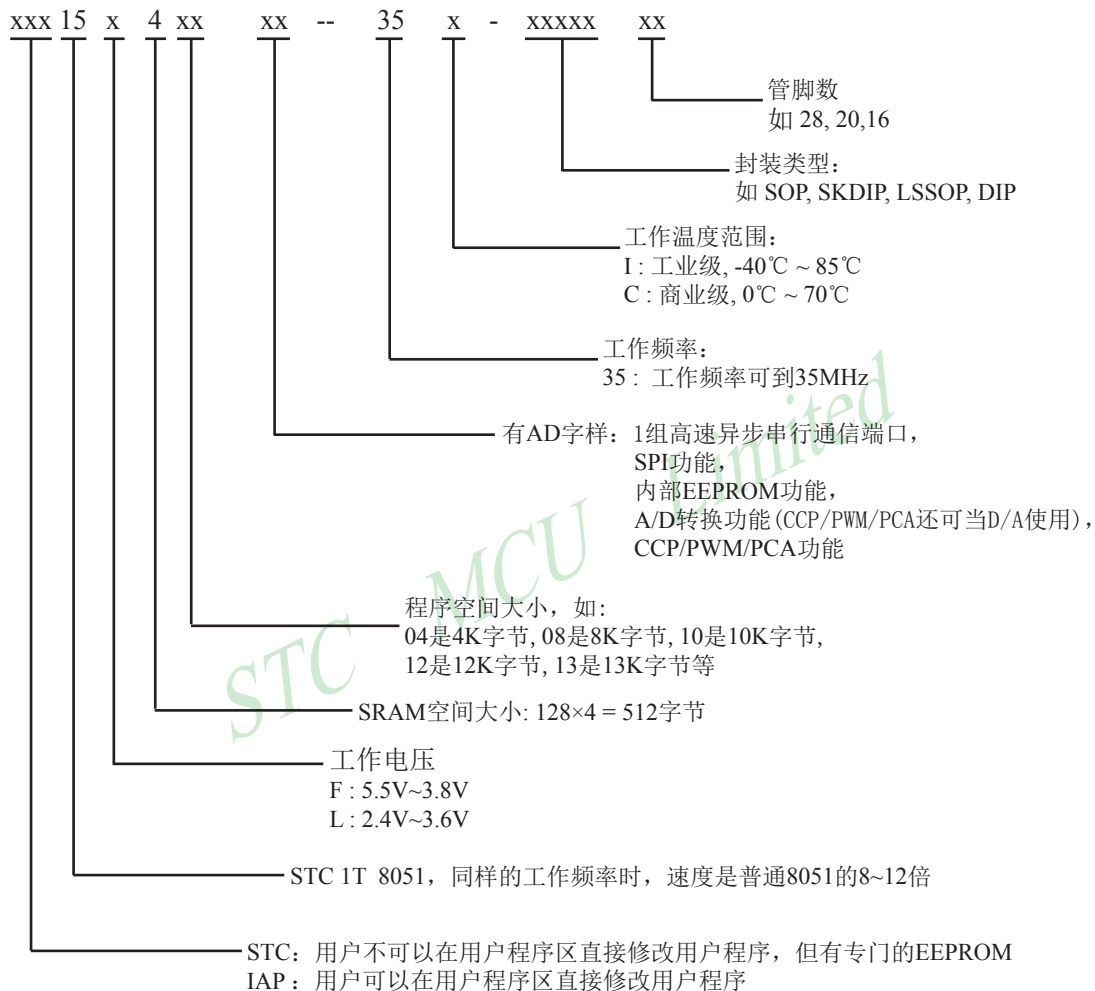 xxx 15 x 4 xx xx -- 35 x - xxxxx xx
管脚数
如 28, 20,16
封装类型：
如 SOP, SKDIP, LSSOP, DIP
工作温度范围：
I : 工业级, -40℃ ~ 85℃
C : 商业级, 0℃ ~ 70℃
工作频率：
35 : 工作频率可到35MHz
有AD字样：1组高速异步串行通信端口，
SPI功能，
内部EEPROM功能，
A/D转换功能(CCP/PWM/PCA还可当D/A使用)，
CCP/PWM/PCA功能
程序空间大小，如：
04是4K字节, 08是8K字节, 10是10K字节,
12是12K字节, 13是13K字节等
SRAM空间大小: 128×4 = 512字节
工作电压
F : 5.5V~3.8V
L : 2.4V~3.6V
STC 1T 8051，同样的工作频率时，速度是普通8051的8~12倍
STC：用户不可以在用户程序区直接修改用户程序，但有专门的EEPROM
IAP：用户可以在用户程序区直接修改用户程序
STC MCU Limited